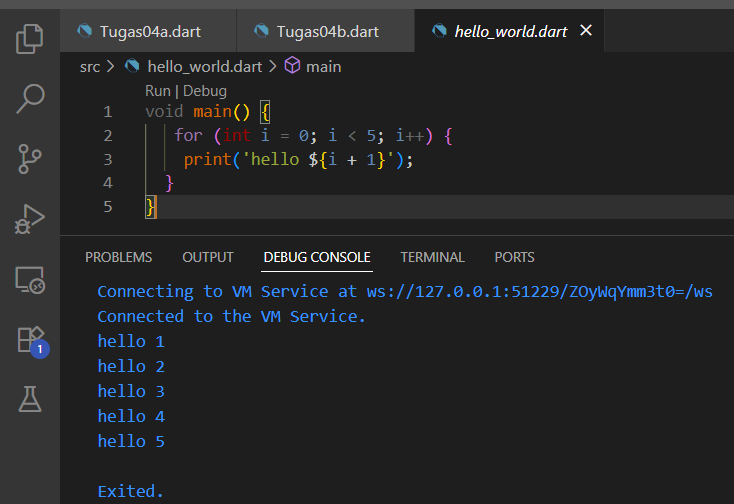 Tugas04a.dart Tugas04b.dart hello_world.dart
src > hello_world.dart > main
Run | Debug
1 void main() {
2 for (int i = 0; i < 5; i++) {
3 print('hello ${i + 1}');
4 }
5 }
PROBLEMS OUTPUT DEBUG CONSOLE TERMINAL PORTS
Connecting to VM Service at ws://127.0.0.1:51229/ZOyWqYmm3t0=/ws
Connected to the VM Service.
hello 1
hello 2
hello 3
1
hello 4
hello 5
Exited.